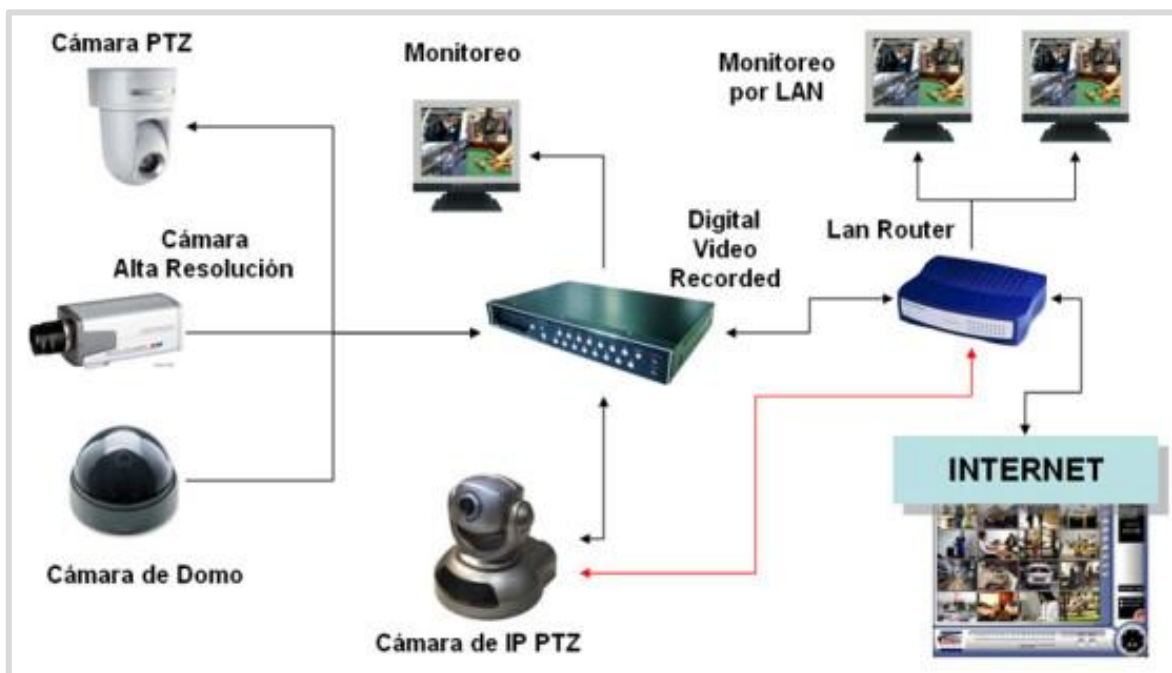 Cámara PTZ
Monitoreo
Monitoreo
por LAN
Cámara
Alta Resolución
Digital
Video
Recorded
Lan Router
INTERNET
Cámara de Domo
Cámara de IP PTZ